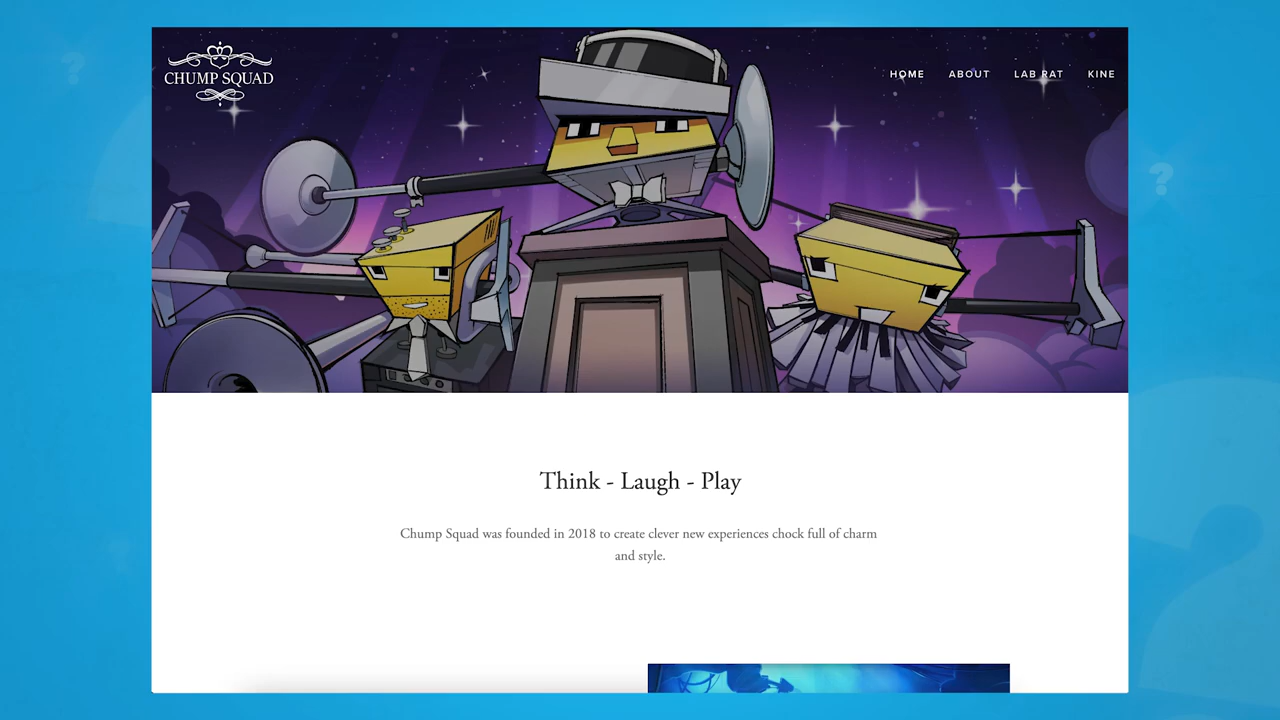 CHUMP SQUAD
HOME ABOUT LAB RAT KINE
Think - Laugh - Play
Chump Squad was founded in 2018 to create clever new experiences chock full of charm
and style.
?
?
?